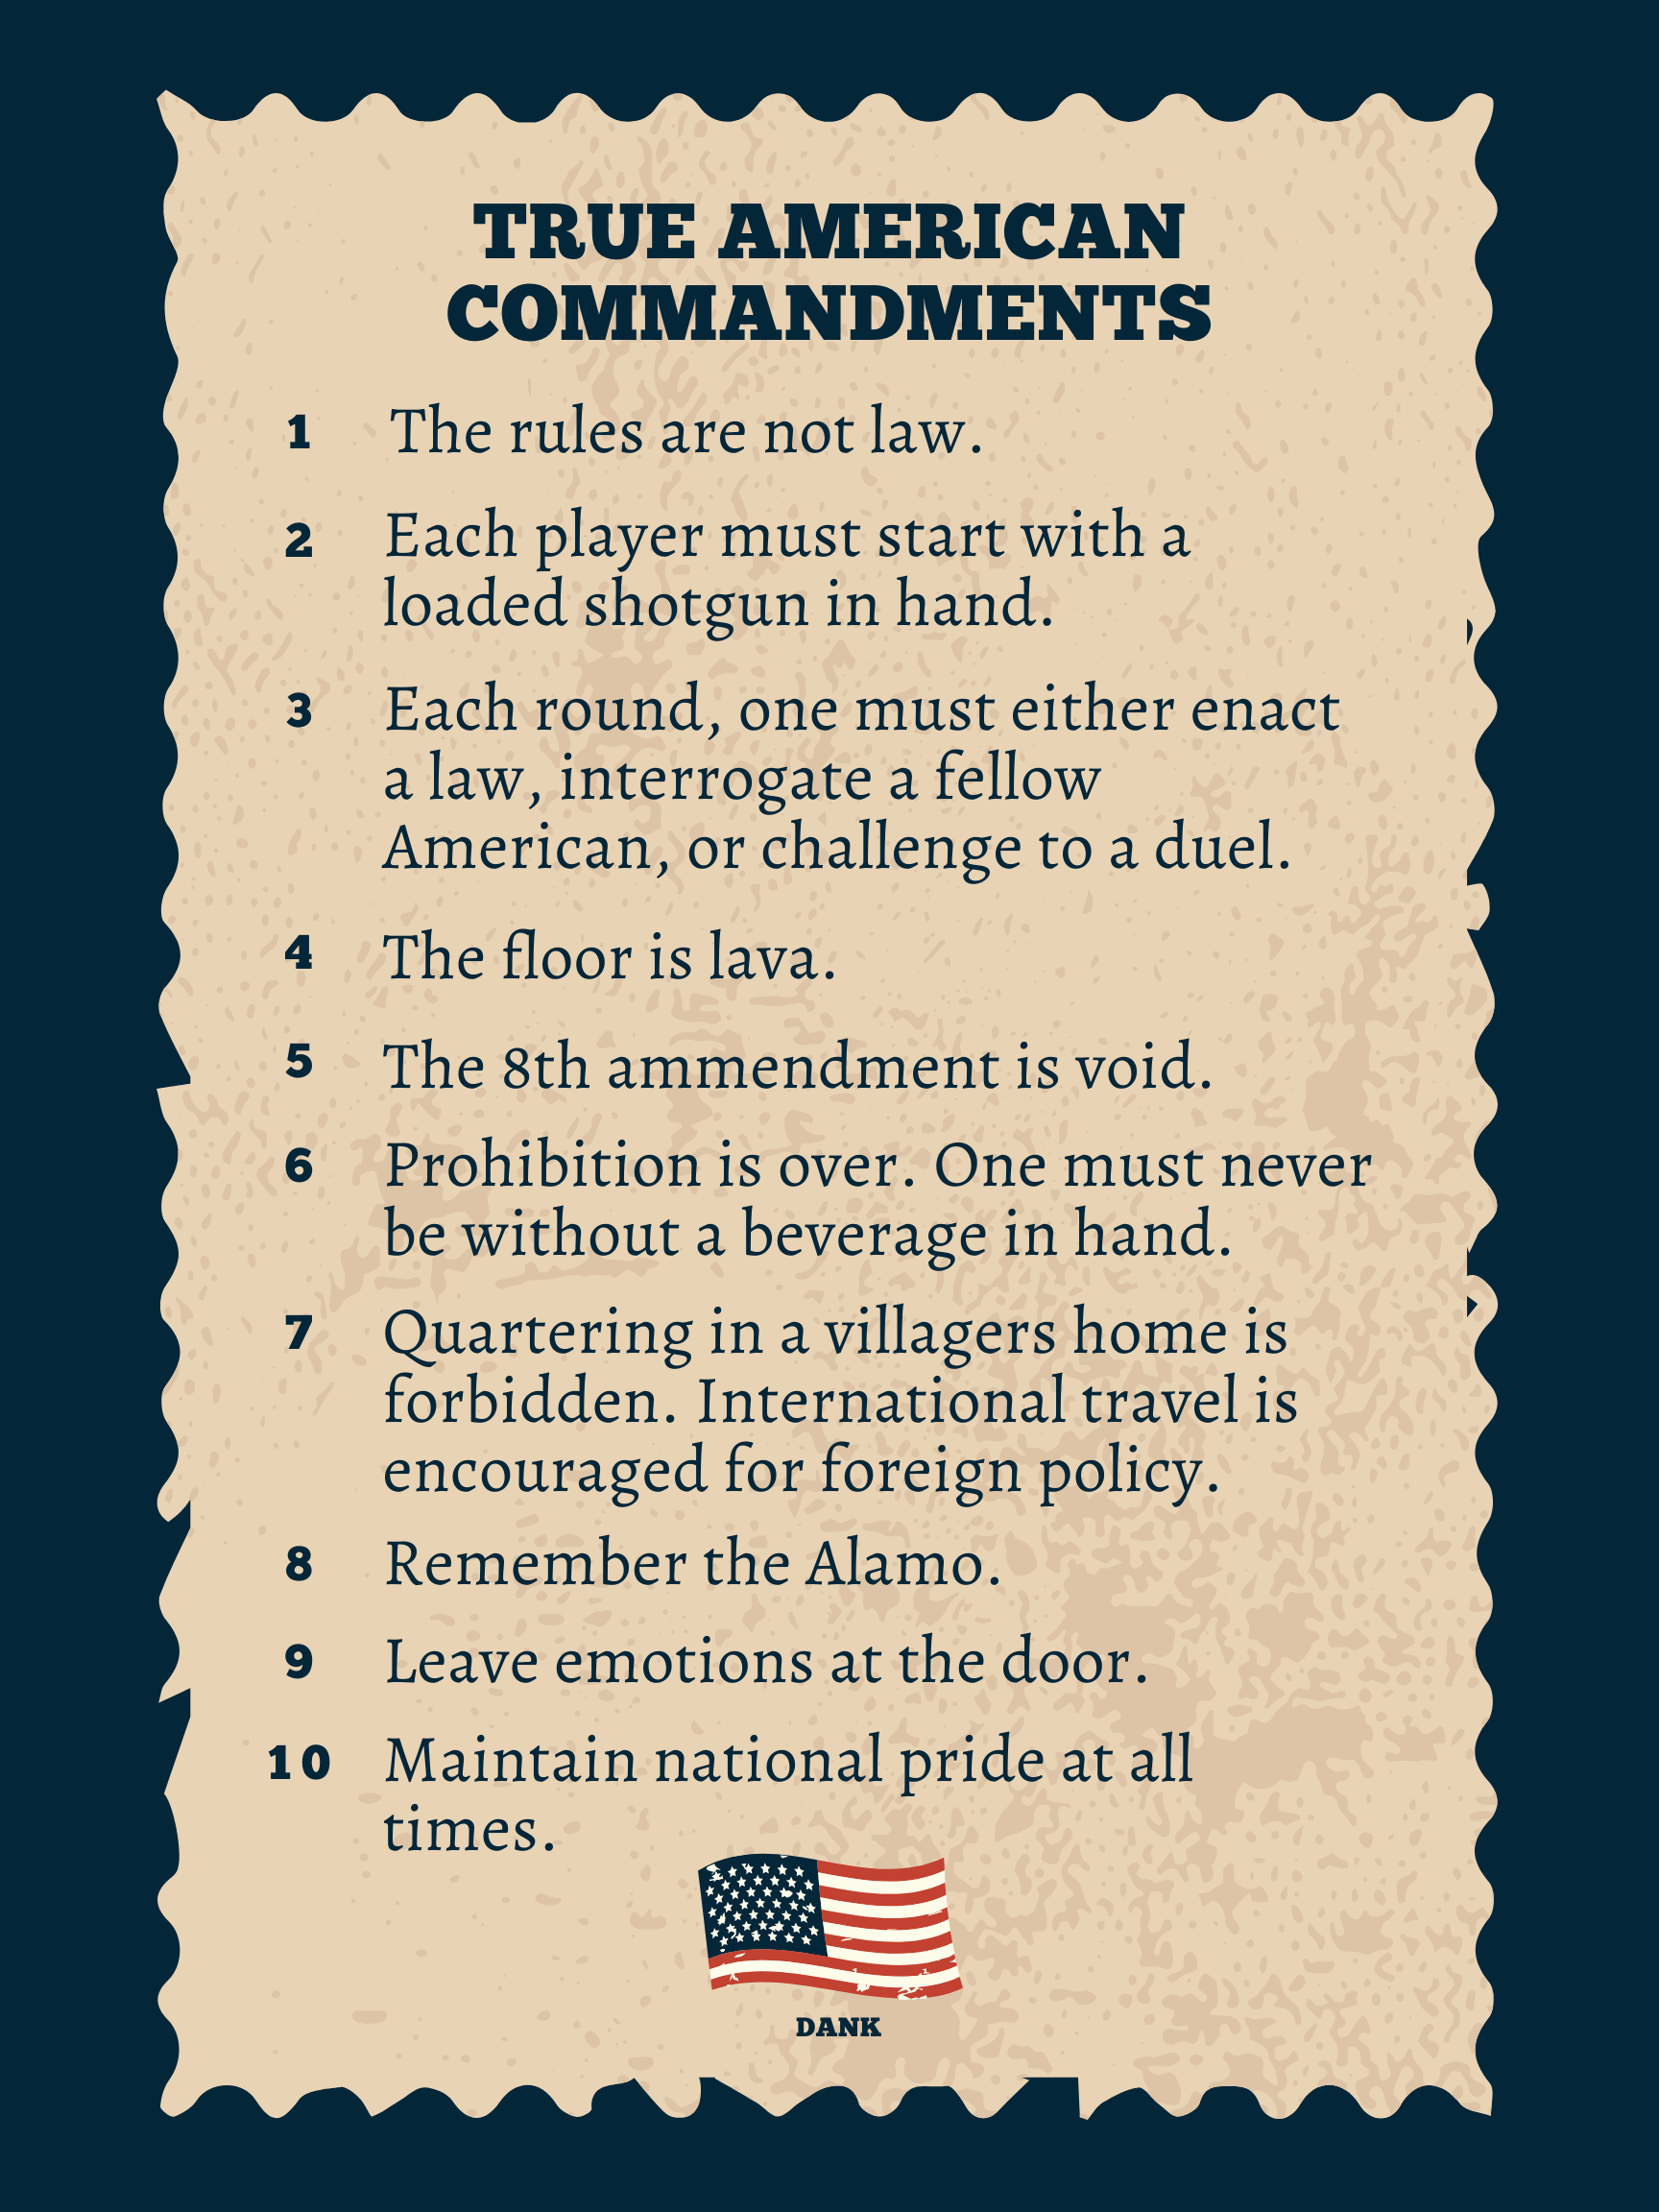 TRUE AMERICAN
COMMANDMENTS
1 The rules are not law.
2 Each player must start with a
loaded shotgun in hand.
3 Each round, one must either enact
a law, interrogate a fellow
American, or challenge to a duel.
4 The floor is lava.
5 The 8th ammendment is void.
6 Prohibition is over. One must never
be without a beverage in hand.
7 Quartering in a villagers home is
forbidden. International travel is
encouraged for foreign policy.
8 Remember the Alamo.
9 Leave emotions at the door.
10 Maintain national pride at all
times.
DANK